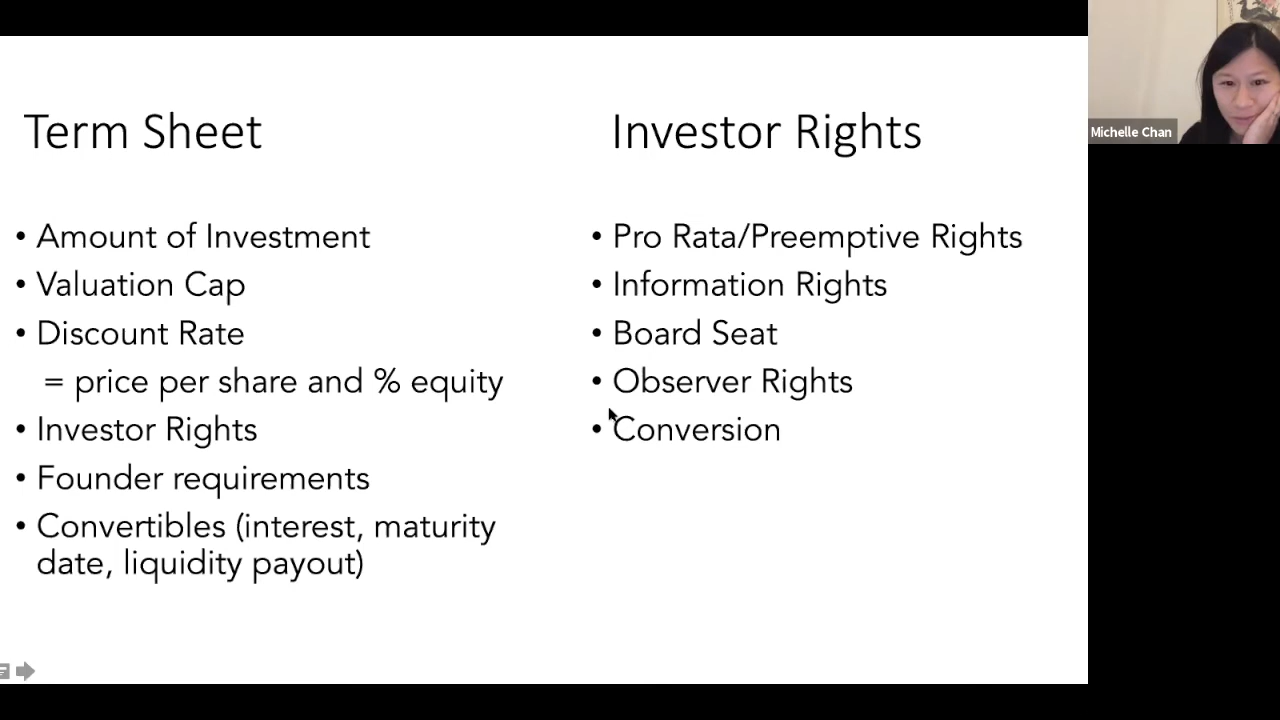 Term Sheet
• Amount of Investment
• Valuation Cap
• Discount Rate
= price per share and % equity
• Investor Rights
• Founder requirements
• Convertibles (interest, maturity
date, liquidity payout)
Investor Rights
• Pro Rata/Preemptive Rights
• Information Rights
• Board Seat
• Observer Rights
• Conversion
Michelle Chan